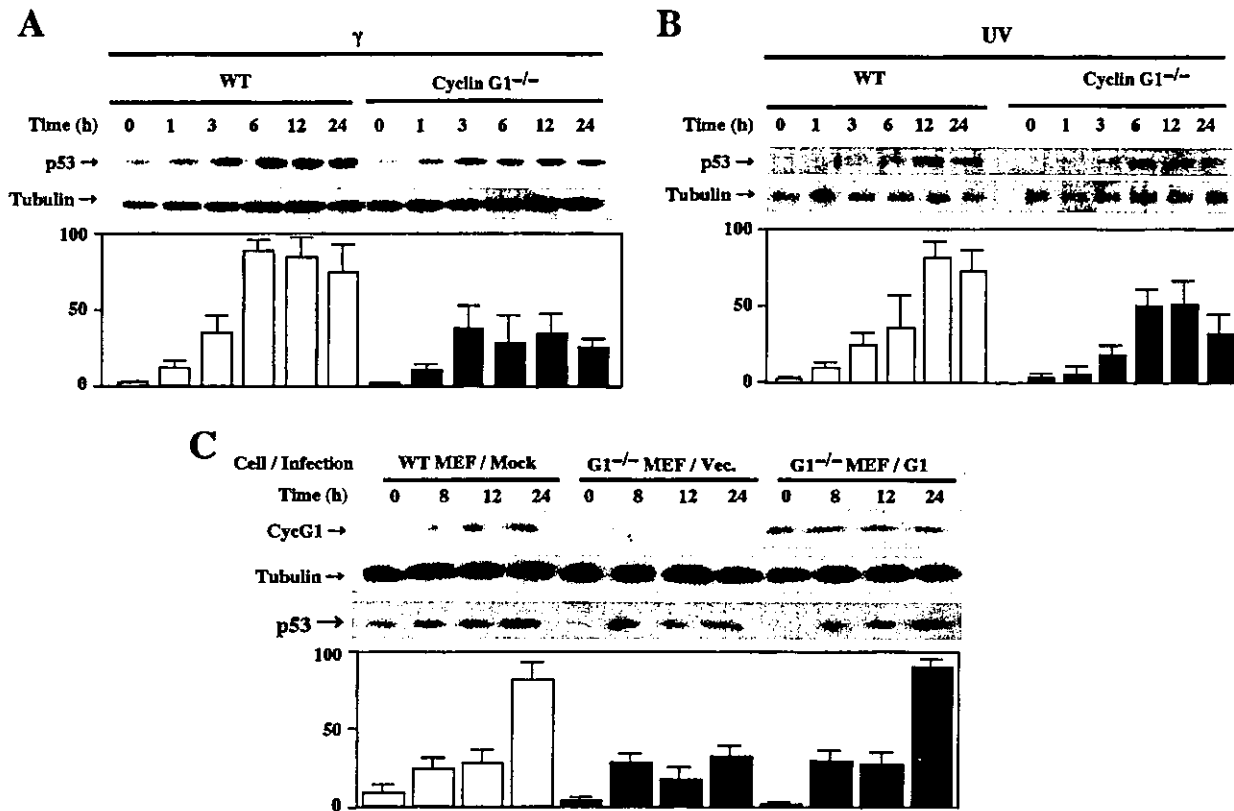 A
γ
WT Cyclin G1−/−
Time (h) 0 1 3 6 12 24 0 1 3 6 12 24
p53→
Tubulin→
100
50
0
B
UV
WT Cyclin G1−/−
Time (h) 0 1 3 6 12 24 0 1 3 6 12 24
p53→
Tubulin→
100
50
0
C
Cell / Infection WT MEF / Mock G1−/− MEF / Vec. G1−/− MEF / G1
Time (h) 0 8 12 24 0 8 12 24 0 8 12 24
CycG1→
Tubulin→
p53→
100
50
0